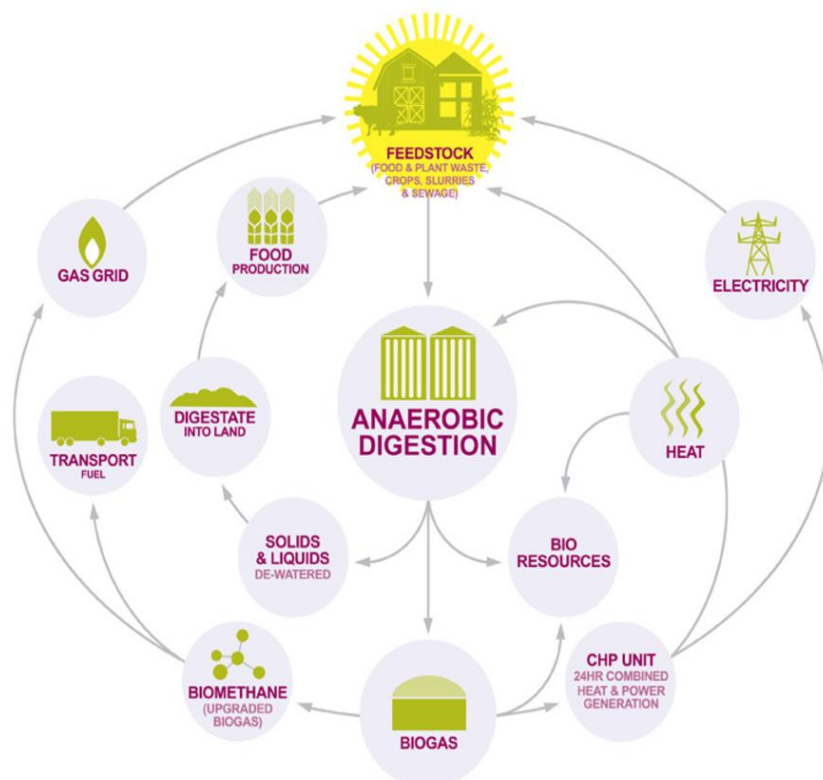 FEEDSTOCK
(FOOD & PLANT WASTE,
CROPS, SLURRIES
& SEWAGE)
FOOD
PRODUCTION
GAS GRID
ELECTRICITY
ANAEROBIC
DIGESTION
DIGESTATE
INTO LAND
TRANSPORT
FUEL
HEAT
SOLIDS
& LIQUIDS
DE-WATERED
BIO
RESOURCES
BIOMETHANE
(UPGRADED
BIOGAS)
BIOGAS
CHP UNIT
24HR COMBINED
HEAT & POWER
GENERATION